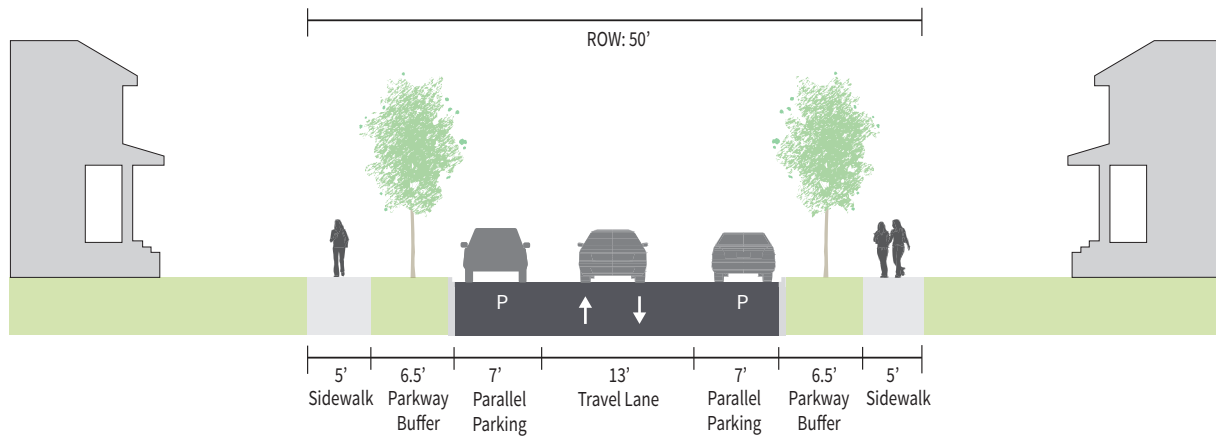 ROW: 50’
P
P
5’
Sidewalk
6.5’
Parkway
Buffer
7’
Parallel
Parking
13’
Travel Lane
7’
Parallel
Parking
6.5’
Parkway
Buffer
5’
Sidewalk